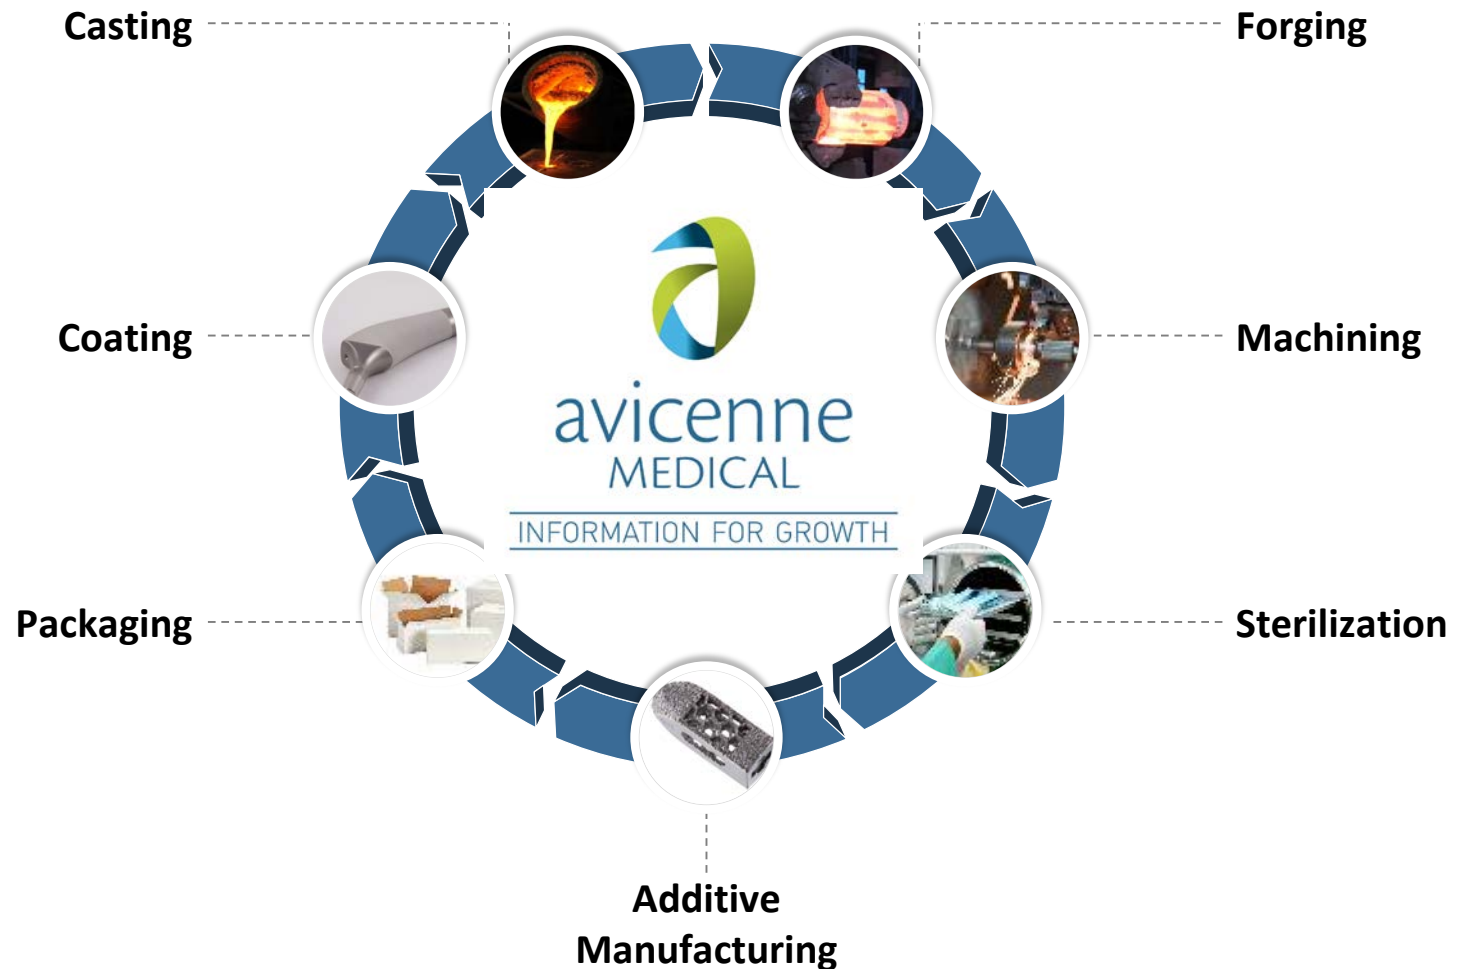 Casting
Forging
avicenne
MEDICAL
INFORMATION FOR GROWTH
Coating
Machining
Packaging
Sterilization
Additive
Manufacturing